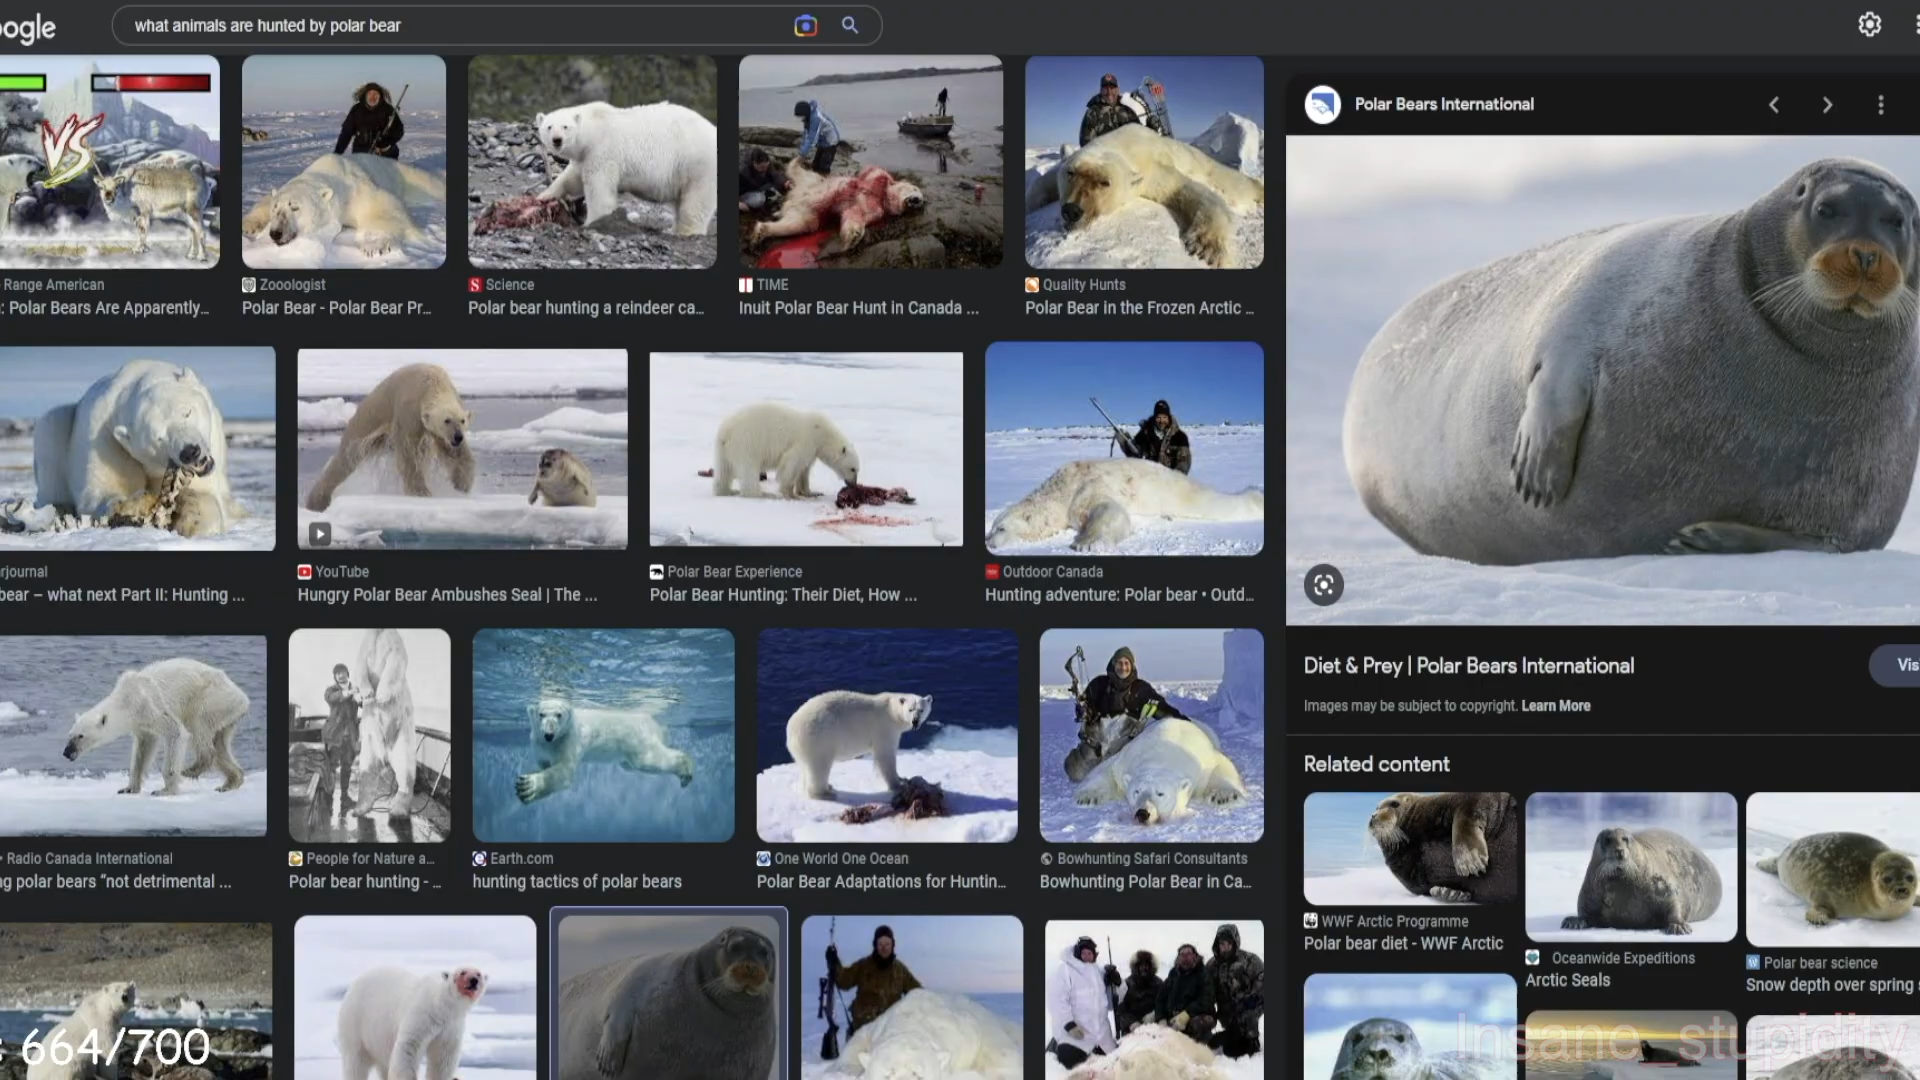 oogle
what animals are hunted by polar bear
VS
Range American
: Polar Bears Are Apparently...
Zooologist
Polar Bear - Polar Bear Pr...
Science
Polar bear hunting a reindeer ca...
TIME
Inuit Polar Bear Hunt in Canada ...
Quality Hunts
Polar Bear in the Frozen Arctic ...
rjournal
bear – what next Part II: Hunting ...
YouTube
Hungry Polar Bear Ambushes Seal | The ...
Polar Bear Experience
Polar Bear Hunting: Their Diet, How ...
Outdoor Canada
Hunting adventure: Polar bear • Outd...
Radio Canada International
ng polar bears “not detrimental ...
People for Nature a...
Polar bear hunting - ...
Earth.com
hunting tactics of polar bears
One World One Ocean
Polar Bear Adaptations for Huntin...
Bowhunting Safari Consultants
Bowhunting Polar Bear in Ca...
: 664/700
Polar Bears International
Diet & Prey | Polar Bears International
Vis
Images may be subject to copyright. Learn More
Related content
WWF Arctic Programme
Polar bear diet - WWF Arctic
Oceanwide Expeditions
Arctic Seals
Polar bear science
Snow depth over spring s
Insane_stupidity